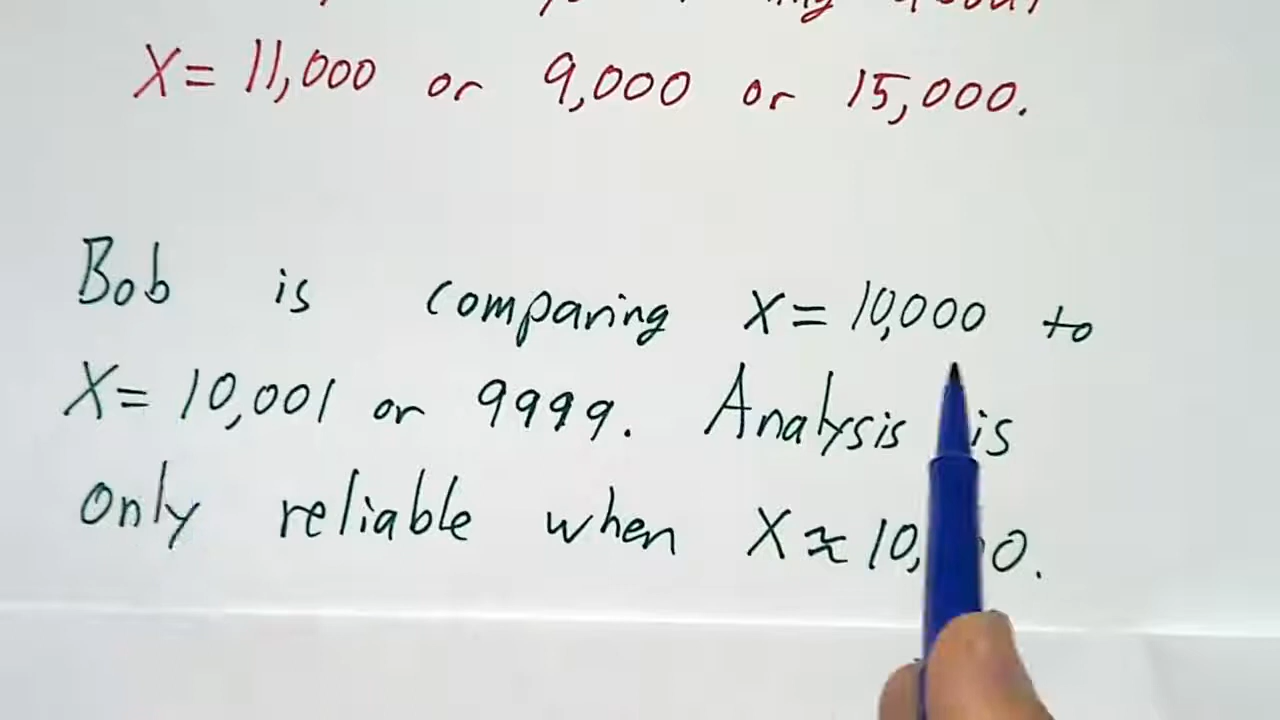 X = 11,000 or 9,000 or 15,000.
Bob is comparing X = 10,000 to
X = 10,001 or 9999. Analysis is
only reliable when X ≈